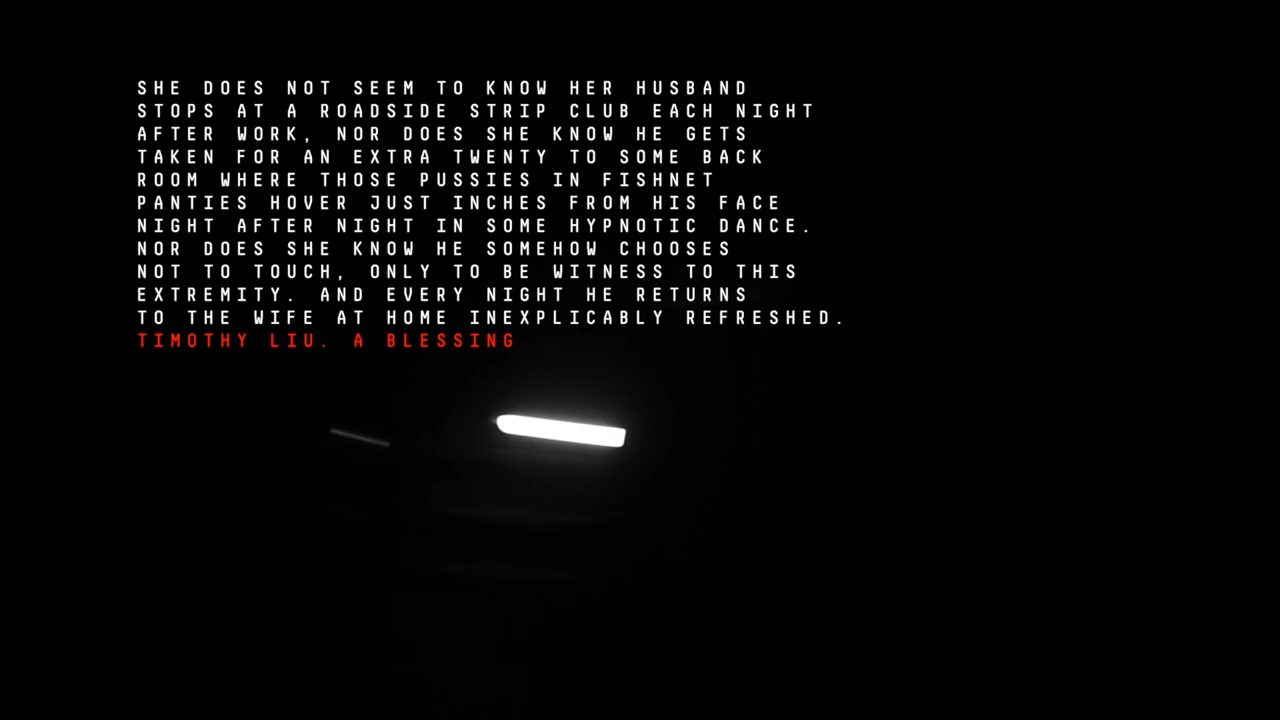 SHE DOES NOT SEEM TO KNOW HER HUSBAND
STOPS AT A ROADSIDE STRIP CLUB EACH NIGHT
AFTER WORK, NOR DOES SHE KNOW HE GETS
TAKEN FOR AN EXTRA TWENTY TO SOME BACK
ROOM WHERE THOSE PUSSIES IN FISHNET
PANTIES HOVER JUST INCHES FROM HIS FACE
NIGHT AFTER NIGHT IN SOME HYPNOTIC DANCE.
NOR DOES SHE KNOW HE SOMEHOW CHOOSES
NOT TO TOUCH, ONLY TO BE WITNESS TO THIS
EXTREMITY. AND EVERY NIGHT HE RETURNS
TO THE WIFE AT HOME INEXPLICABLY REFRESHED.
TIMOTHY LIU. A BLESSING